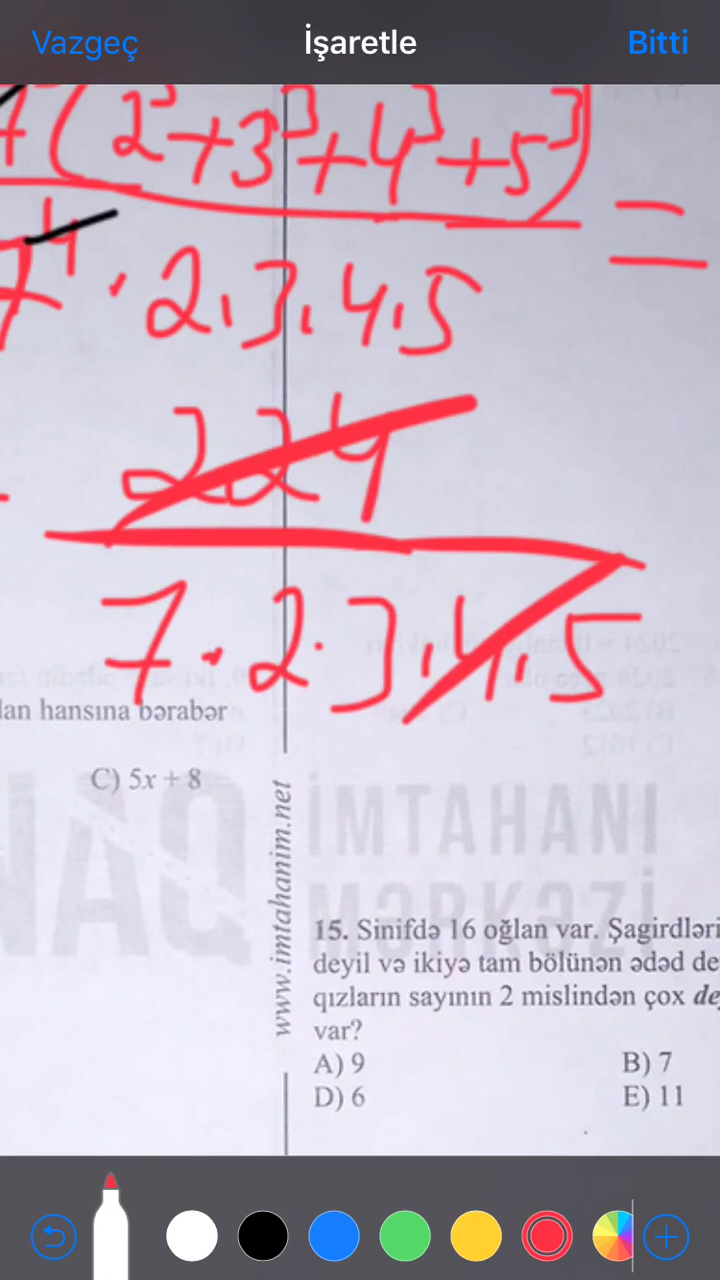 Vazgeç İşaretle Bitti
7(2³+3³+4³+5³) =
7⁴·2.3.4.5
224
7·2·3.4.5
lan hansına bərabər
C) 5x + 8
www.imtahanim.net
İMTAHANI
MƏRKƏZİ
15. Sinifdə 16 oğlan var. Şagirdləri
deyil və ikiyə tam bölünən ədəd de
qızların sayının 2 mislindən çox de
var?
A) 9 B) 7
D) 6 E) 11